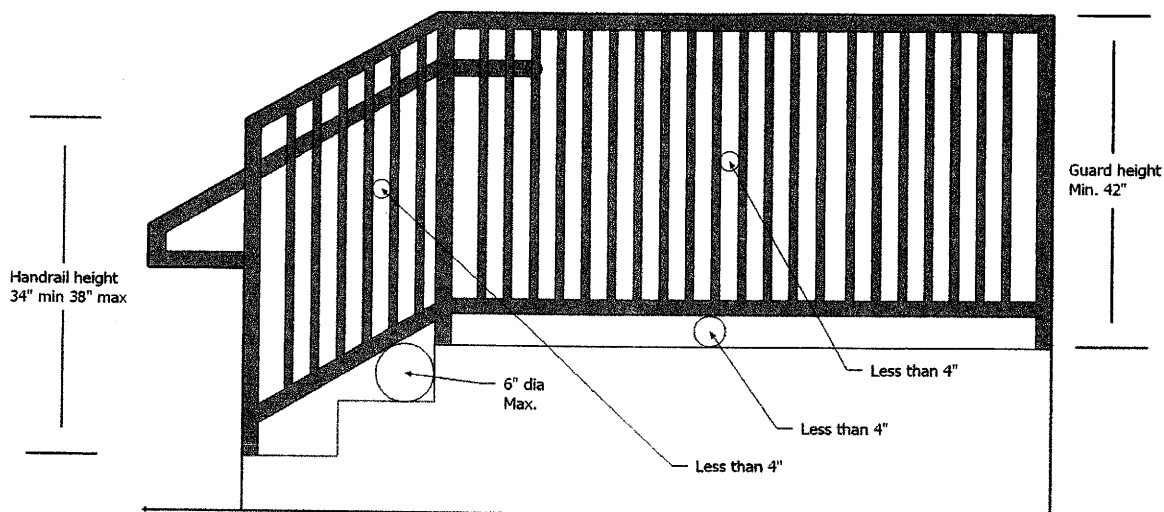 Guard height
Min. 42"
Handrail height
34" min 38" max
Less than 4"
6" dia
Max.
Less than 4"
Less than 4"